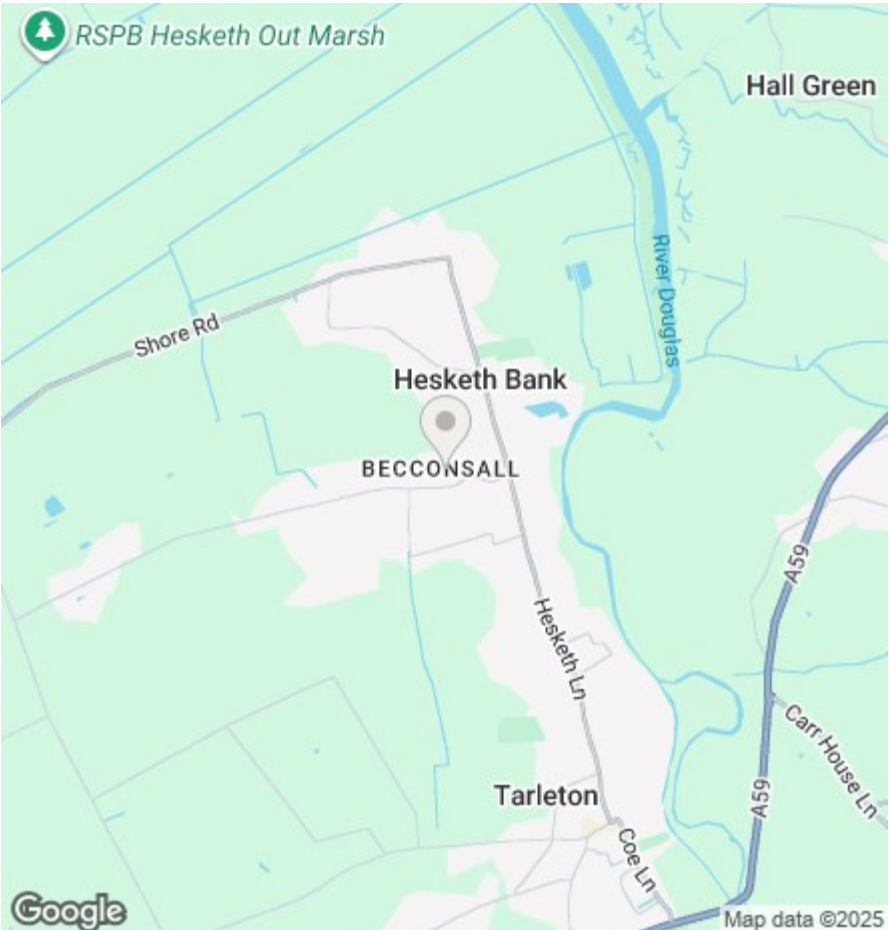 RSPB Hesketh Out Marsh
Hall Green
River Douglas
Shore Rd
Hesketh Bank
BECCONSALL
A59
Hesketh Ln
Carr House Ln
Tarleton
A59
Coe Ln
Google
Map data ©2025